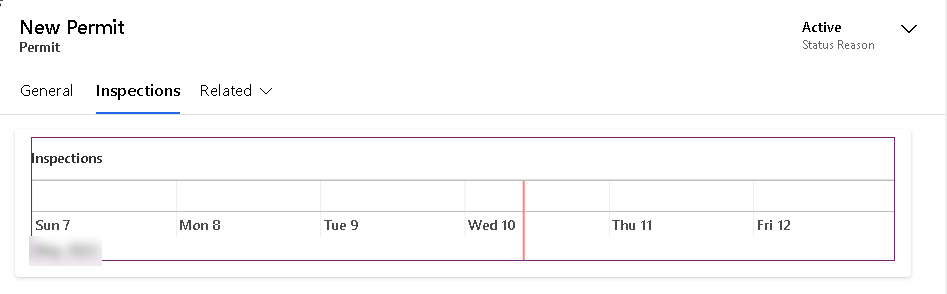 New Permit
Permit
Active
Status Reason
General Inspections Related
Inspections
Sun 7 Mon 8 Tue 9 Wed 10 Thu 11 Fri 12